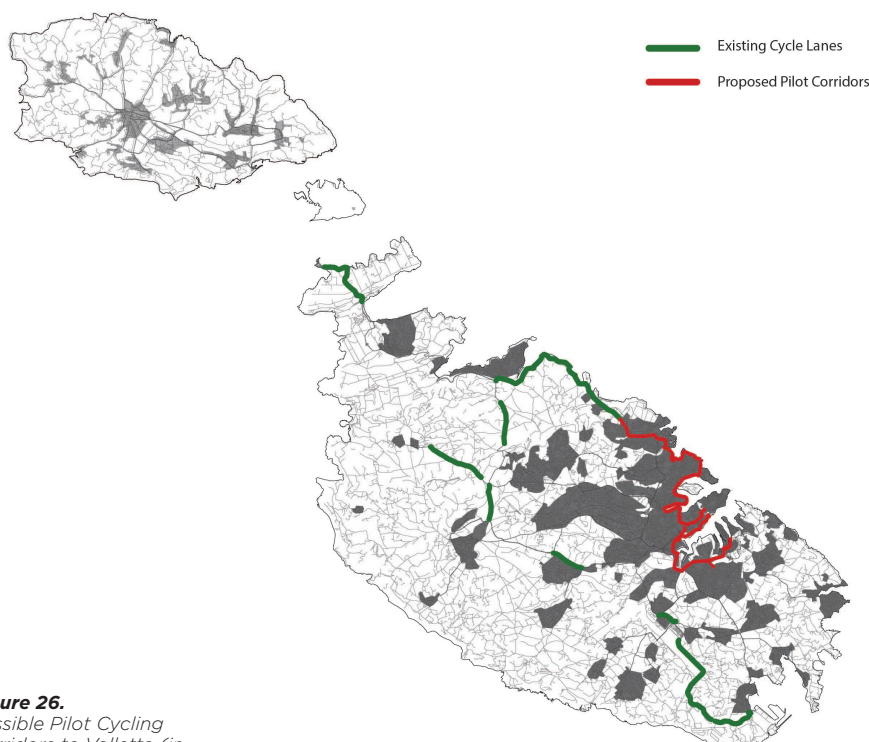 Existing Cycle Lanes
Proposed Pilot Corridors
ure 26.
ssible Pilot Cycling